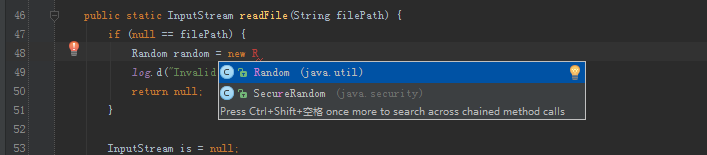 46 public static InputStream readFile(String filePath) {
47 if (null == filePath) {
48 Random random = new R
49 log.d("Invalid
Random (java.util)
50 return null;
SecureRandom (java.security)
51 }
Press Ctrl+Shift+空格 once more to search across chained method calls
52
53 InputStream is = null;